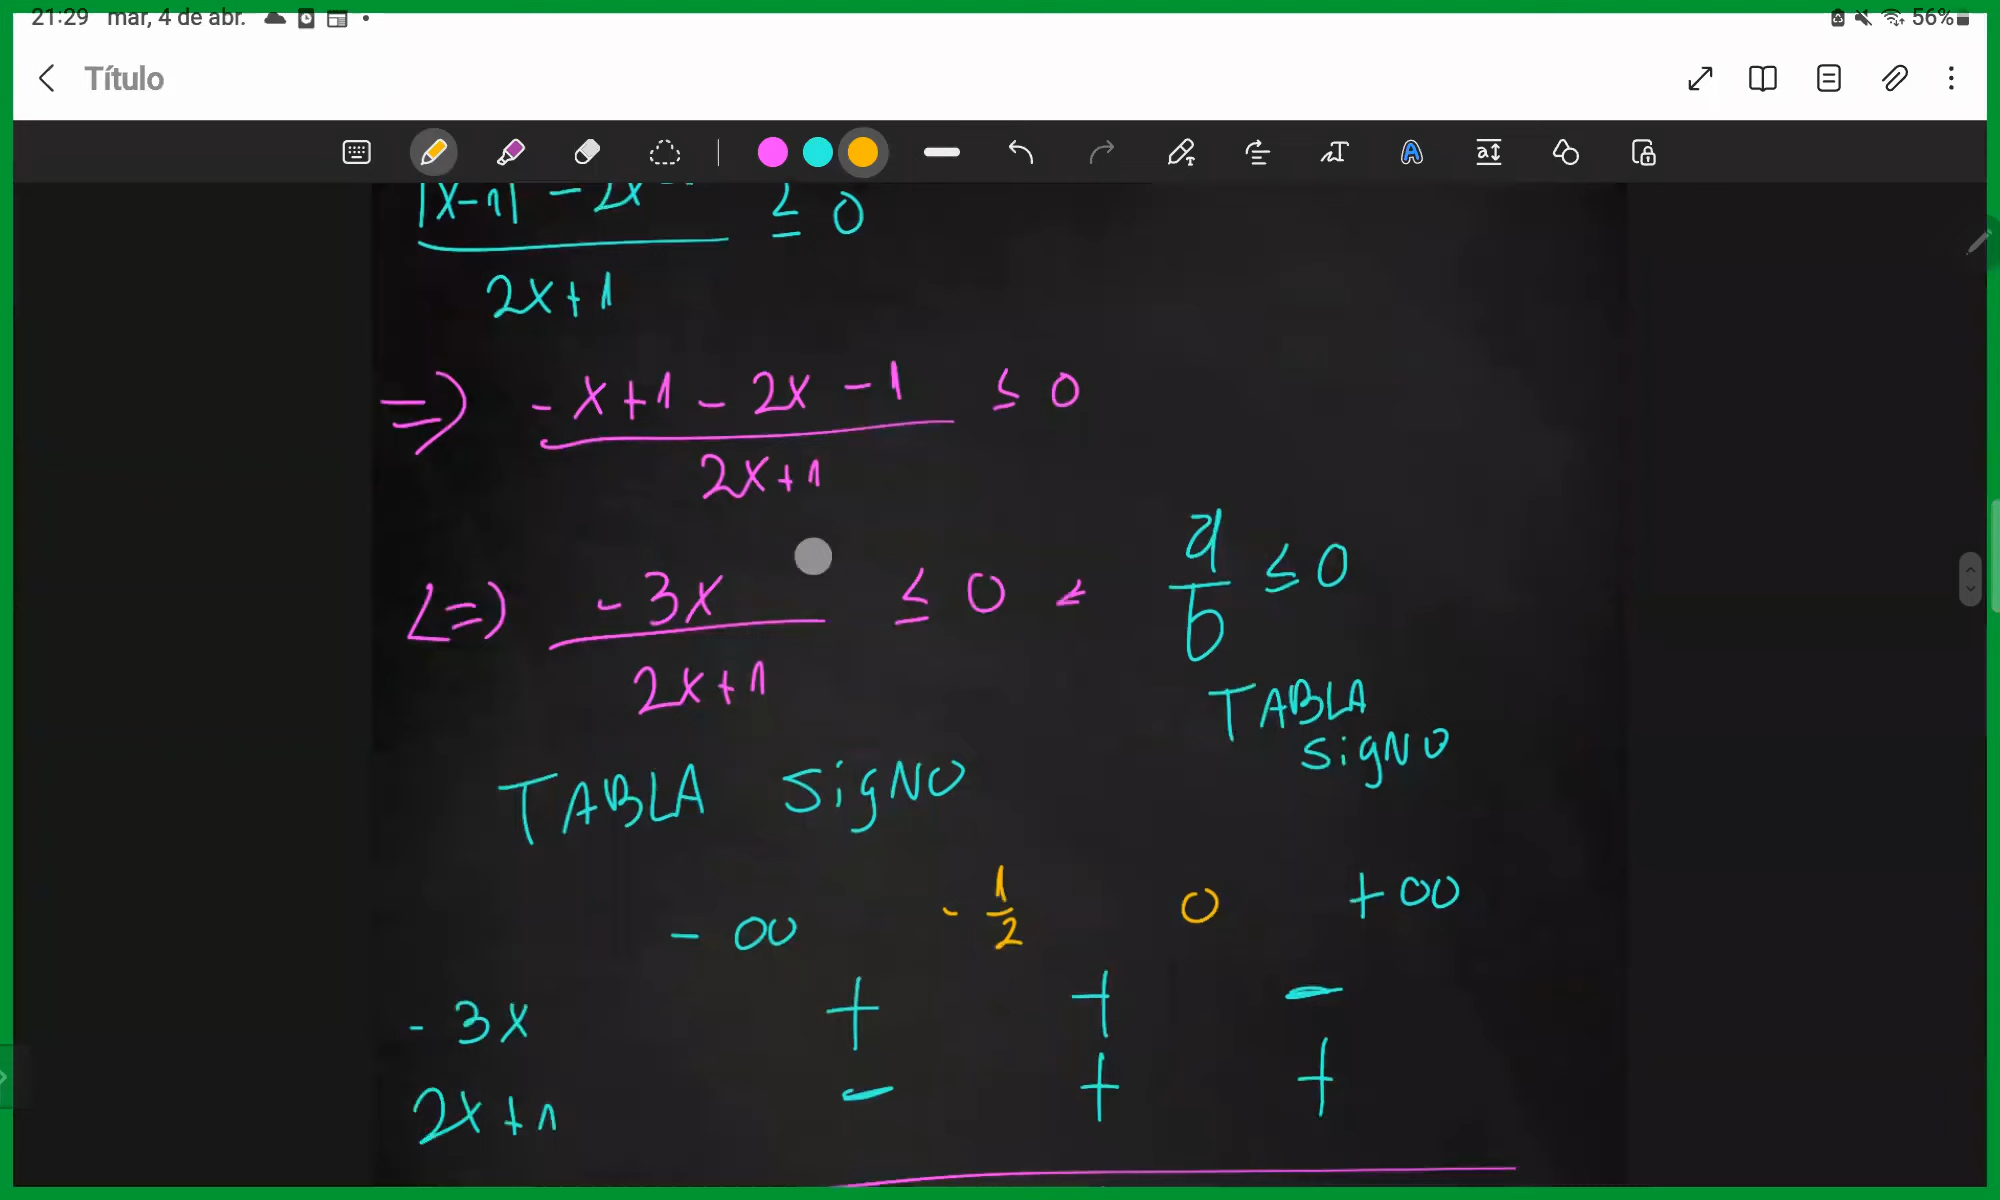 21:29 mar, 4 de abr. 56%
Título
|x-1| - 2x ≤ 0
2x+1
=> -x+1-2x-1 ≤ 0
2x+1
<=> -3x ≤ 0
2x+1
a ≤ 0
b
TABLA
SigNO
TABLA SigNO
-∞ -1/2 0 +∞
-3x + + -
2x+1 - + +